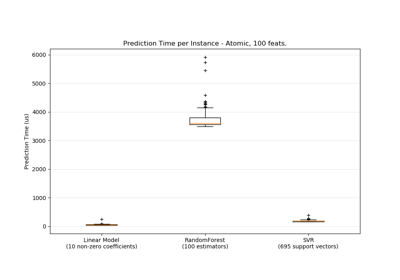 Prediction Time per Instance - Atomic, 100 feats.
Prediction Time (us)
6000
5000
4000
3000
2000
1000
0
Linear Model
(10 non-zero coefficients)
RandomForest
(100 estimators)
SVR
(695 support vectors)